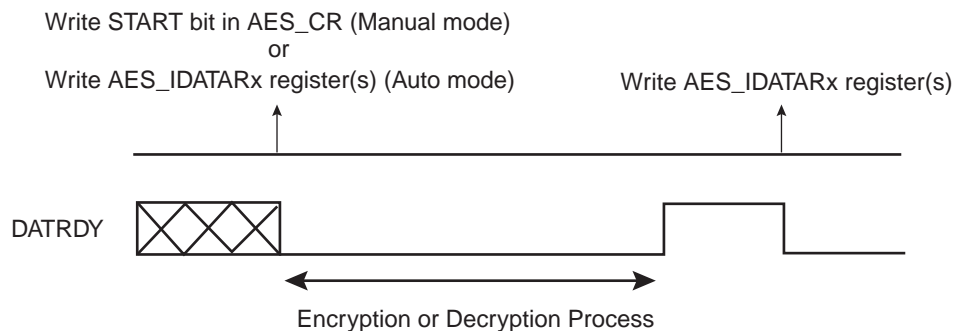 Write START bit in AES_CR (Manual mode)
or
Write AES_IDATARx register(s) (Auto mode)
Write AES_IDATARx register(s)
DATRDY
Encryption or Decryption Process